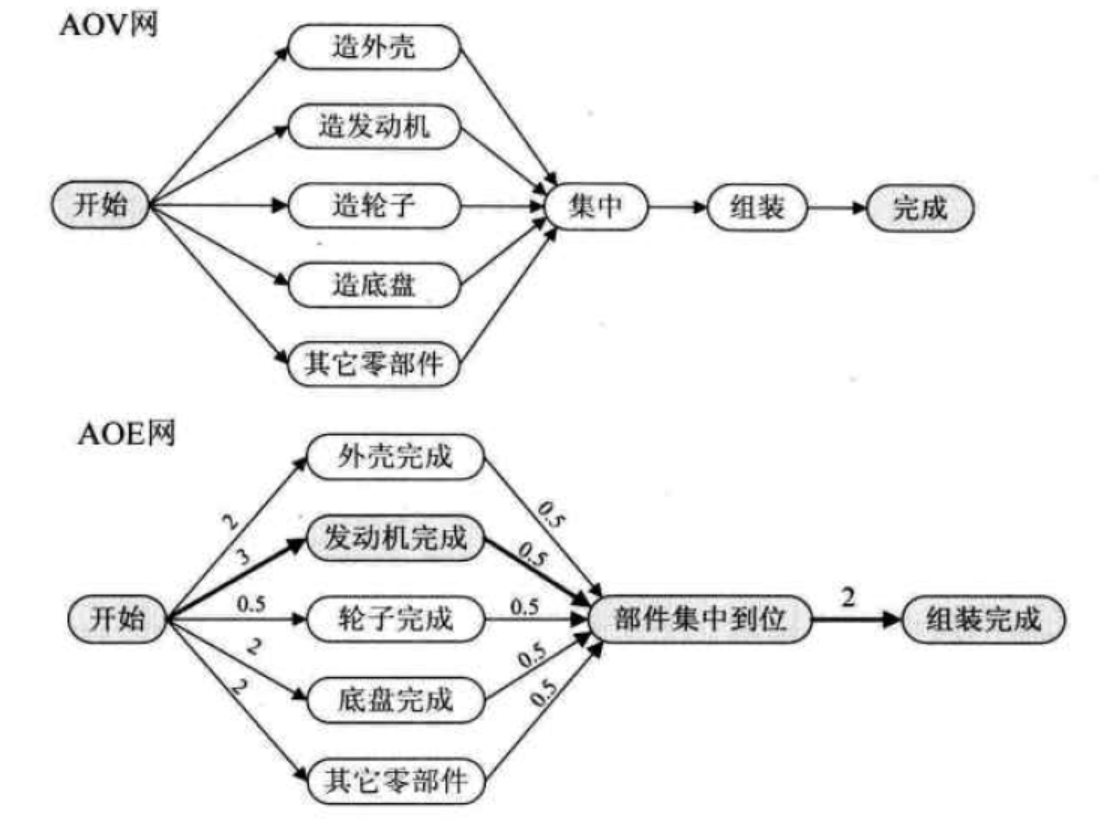 AOV网
造外壳
造发动机
开始
造轮子
集中
组装
完成
造底盘
其它零部件
AOE网
外壳完成
2
0.5
发动机完成
3
0.5
开始
0.5
轮子完成
0.5
部件集中到位
2
组装完成
2
底盘完成
0.5
2
其它零部件
0.5